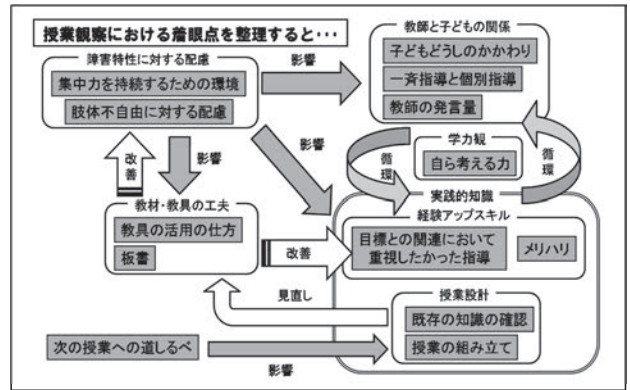 授業観察における着眼点を整理すると･･･
障害特性に対する配慮
集中力を持続するための環境
肢体不自由に対する配慮
影響
教師と子どもの関係
子どもどうしのかかわり
一斉指導と個別指導
教師の発言量
改善
影響
影響
循環
学力観
自ら考える力
循環
教材・教具の工夫
教具の活用の仕方
板書
改善
実践的知識
経験アップスキル
目標との関連において
重視したかった指導
メリハリ
見直し
授業設計
既存の知識の確認
授業の組み立て
次の授業への道しるべ
影響